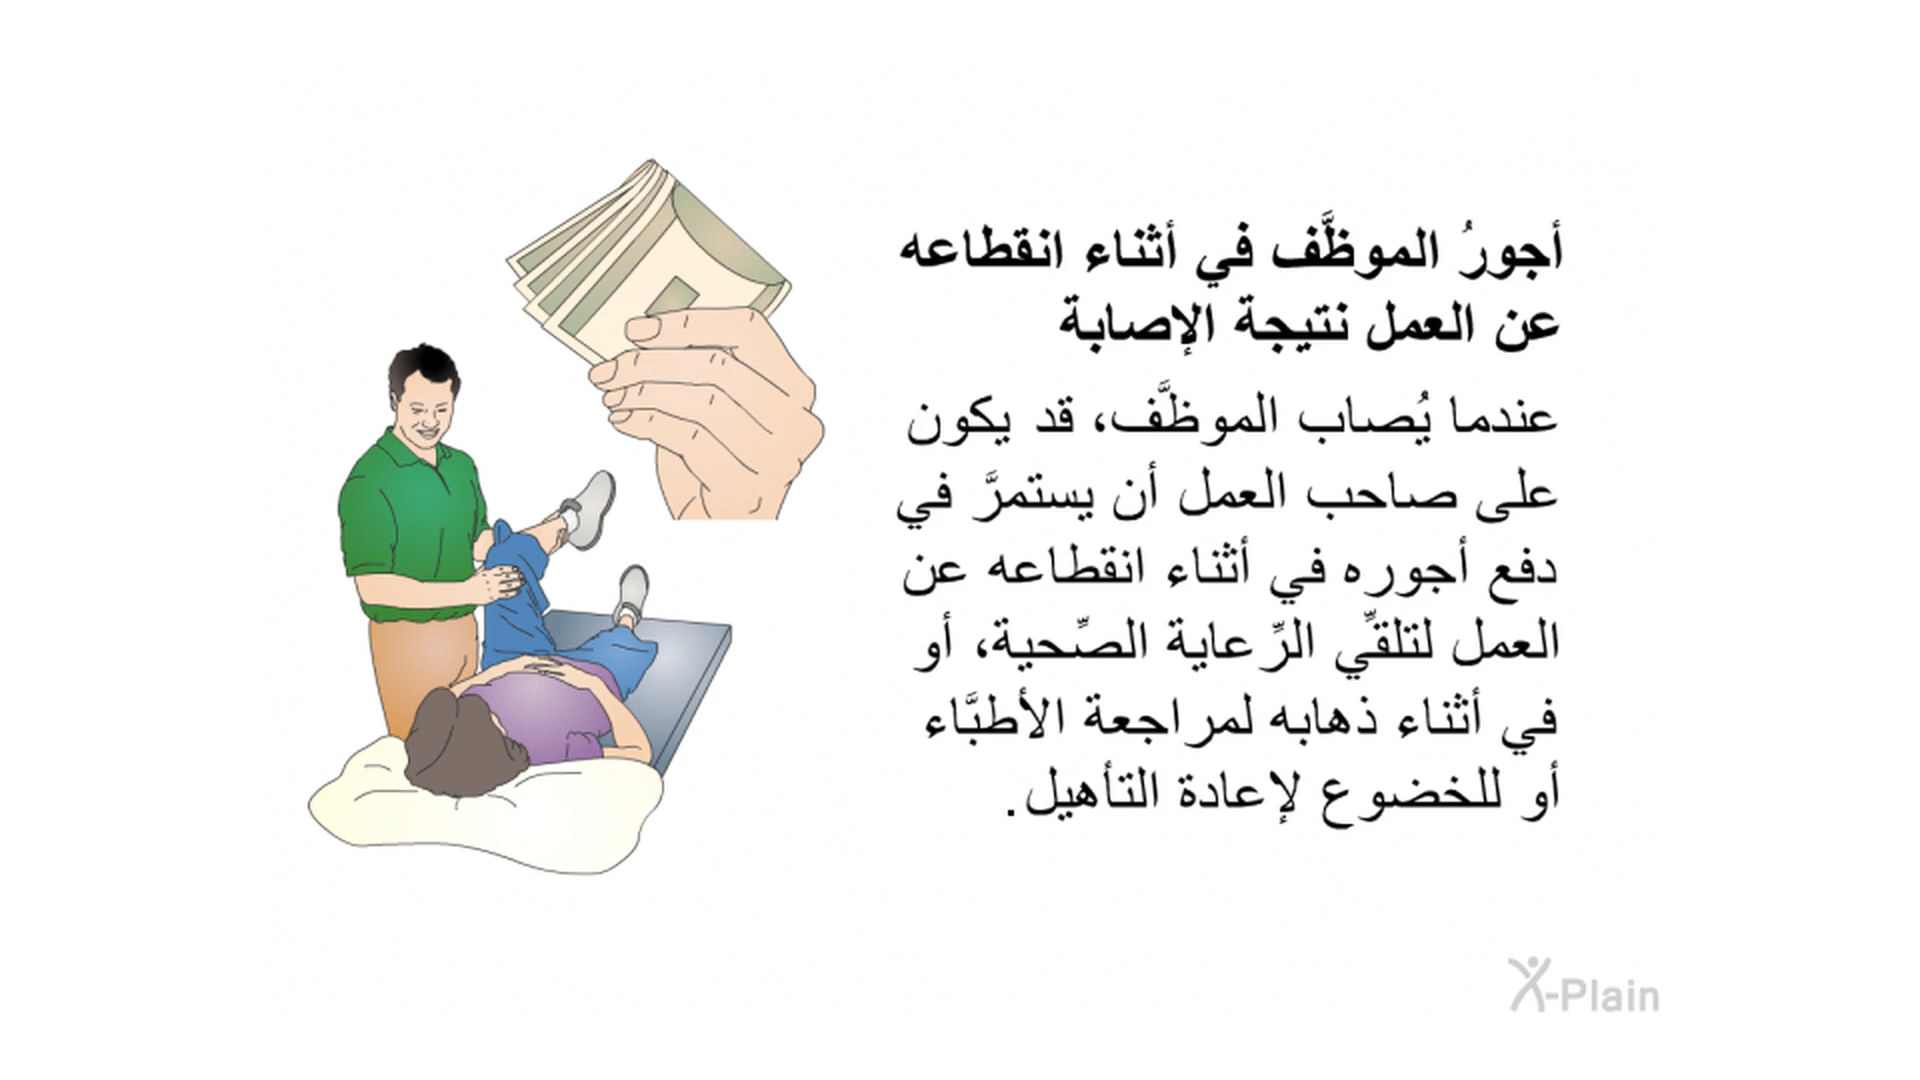 أجورُ الموظَّف في أثناء انقطاعه
عن العمل نتيجة الإصابة
عندما يُصاب الموظَّف، قد يكون
على صاحب العمل أن يستمرَّ في
دفع أجوره في أثناء انقطاعه عن
العمل لتلقِّي الرِّعاية الصِّحية، أو
في أثناء ذهابه لمراجعة الأطبَّاء
أو للخضوع لإعادة التأهيل.
X-Plain